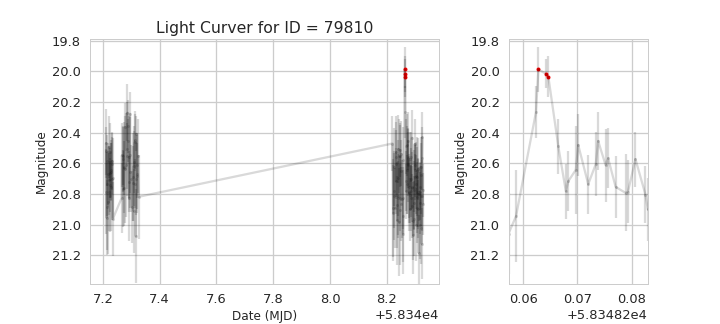 Light Curver for ID = 79810
Magnitude
19.8
20.0
20.2
20.4
20.6
20.8
21.0
21.2
7.2 7.4 7.6 7.8 8.0 8.2
Date (MJD)
+5.834e4
Magnitude
19.8
20.0
20.2
20.4
20.6
20.8
21.0
21.2
0.06 0.07 0.08
+5.83482e4